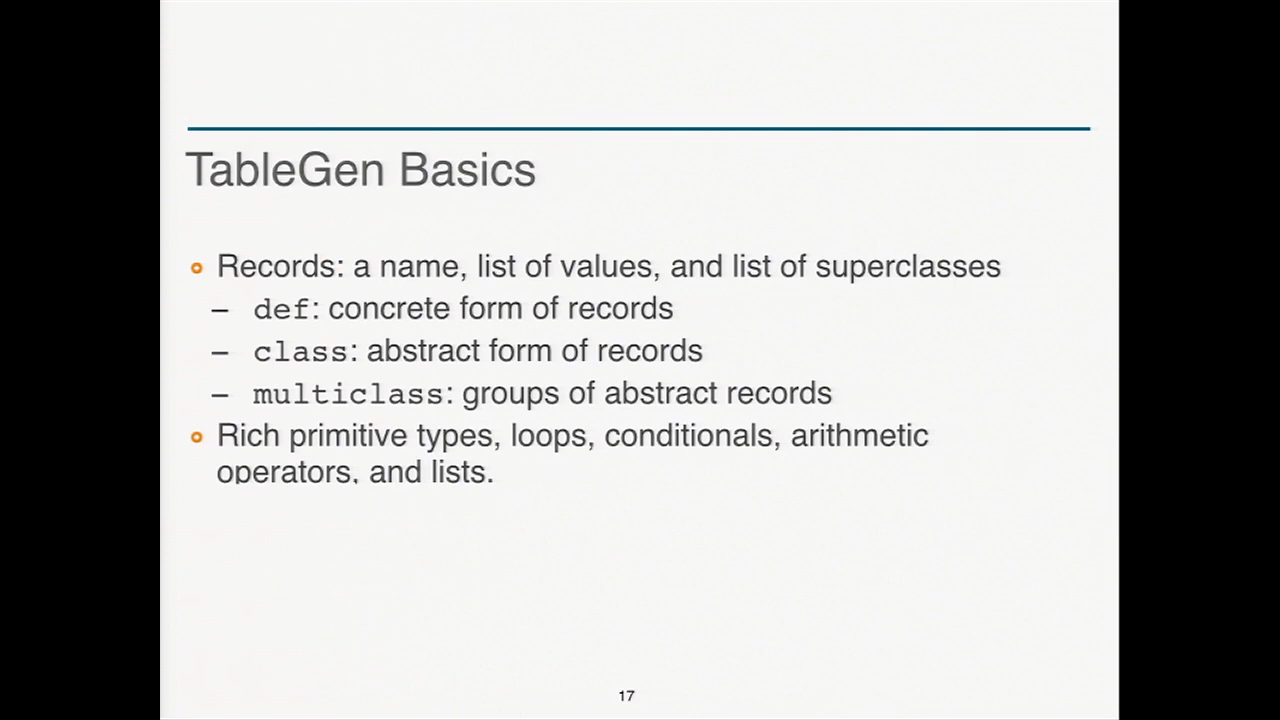 TableGen Basics
Records: a name, list of values, and list of superclasses
– def: concrete form of records
– class: abstract form of records
– multiclass: groups of abstract records
Rich primitive types, loops, conditionals, arithmetic
operators, and lists.
17